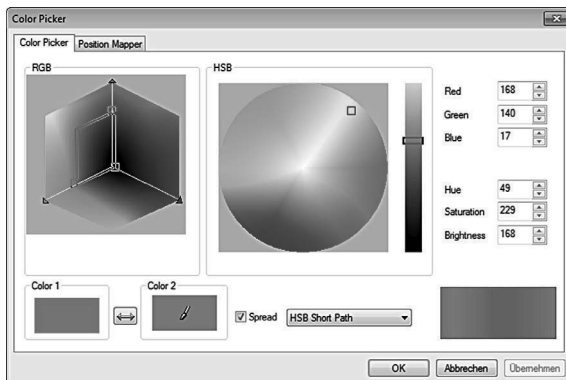 Color Picker
Color Picker Position Mapper
RGB
HSB
Red 168
Green 140
Blue 17
Hue 49
Saturation 229
Brightness 168
Color 1
Color 2
Spread
HSB Short Path
OK Abbrechen Übernehmen